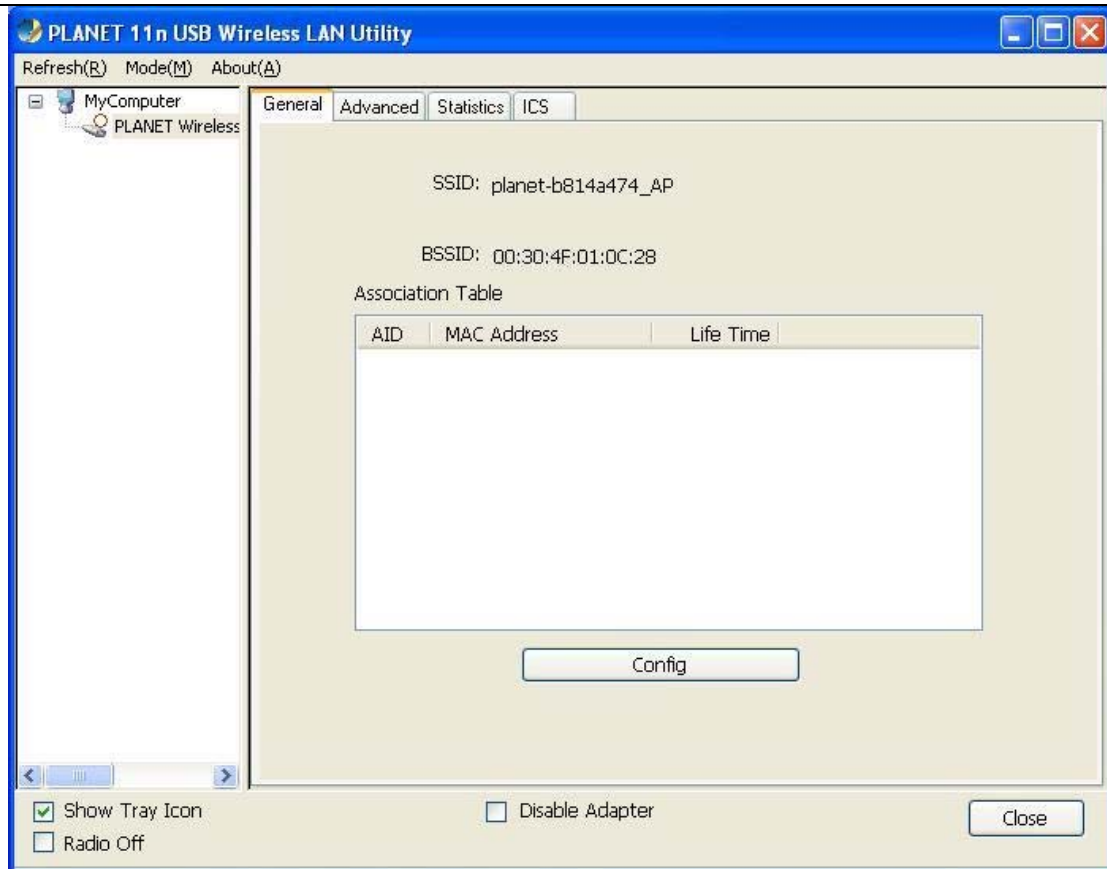 PLANET 11n USB Wireless LAN Utility
Refresh(R) Mode(M) About(A)
MyComputer
PLANET Wireless
General Advanced Statistics ICS
SSID: planet-b814a474_AP
BSSID: 00:30:4F:01:0C:28
Association Table
AID MAC Address Life Time
Config
Show Tray Icon
Radio Off
Disable Adapter
Close